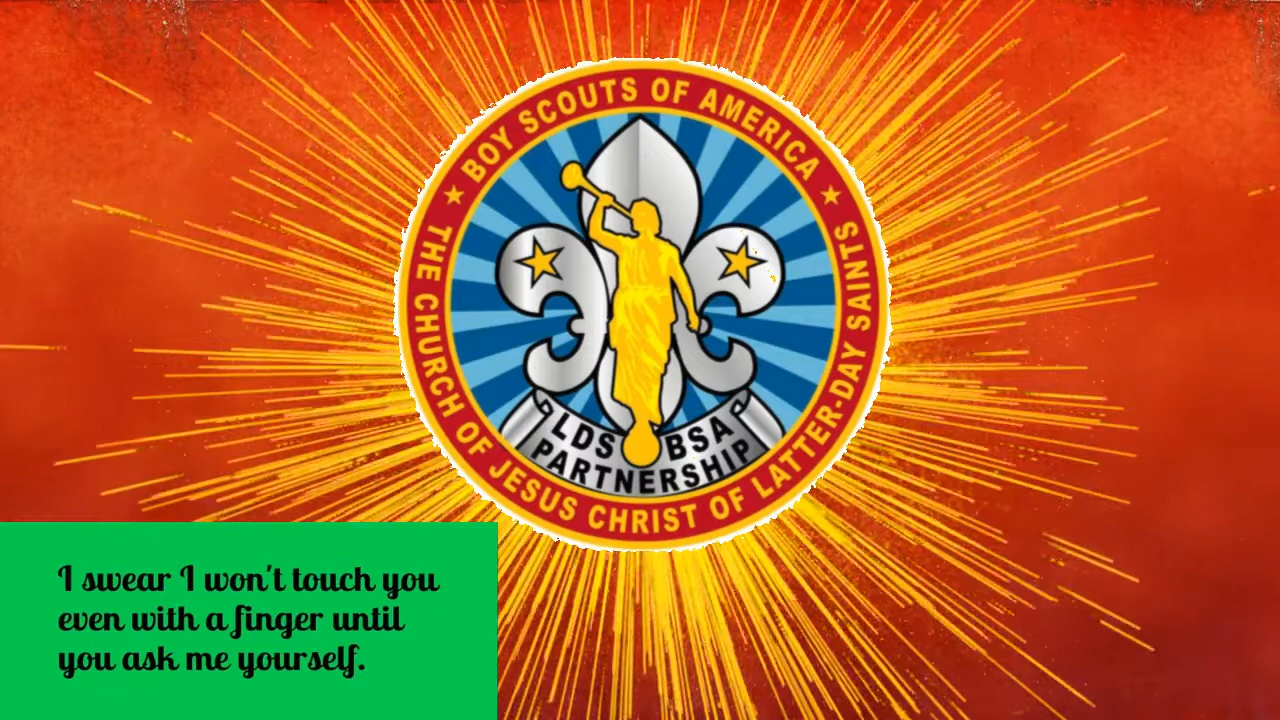 ★ BOY SCOUTS OF AMERICA ★
THE CHURCH OF JESUS CHRIST OF LATTER-DAY SAINTS
LDS BSA
PARTNERSHIP
I swear I won't touch you
even with a finger until
you ask me yourself.